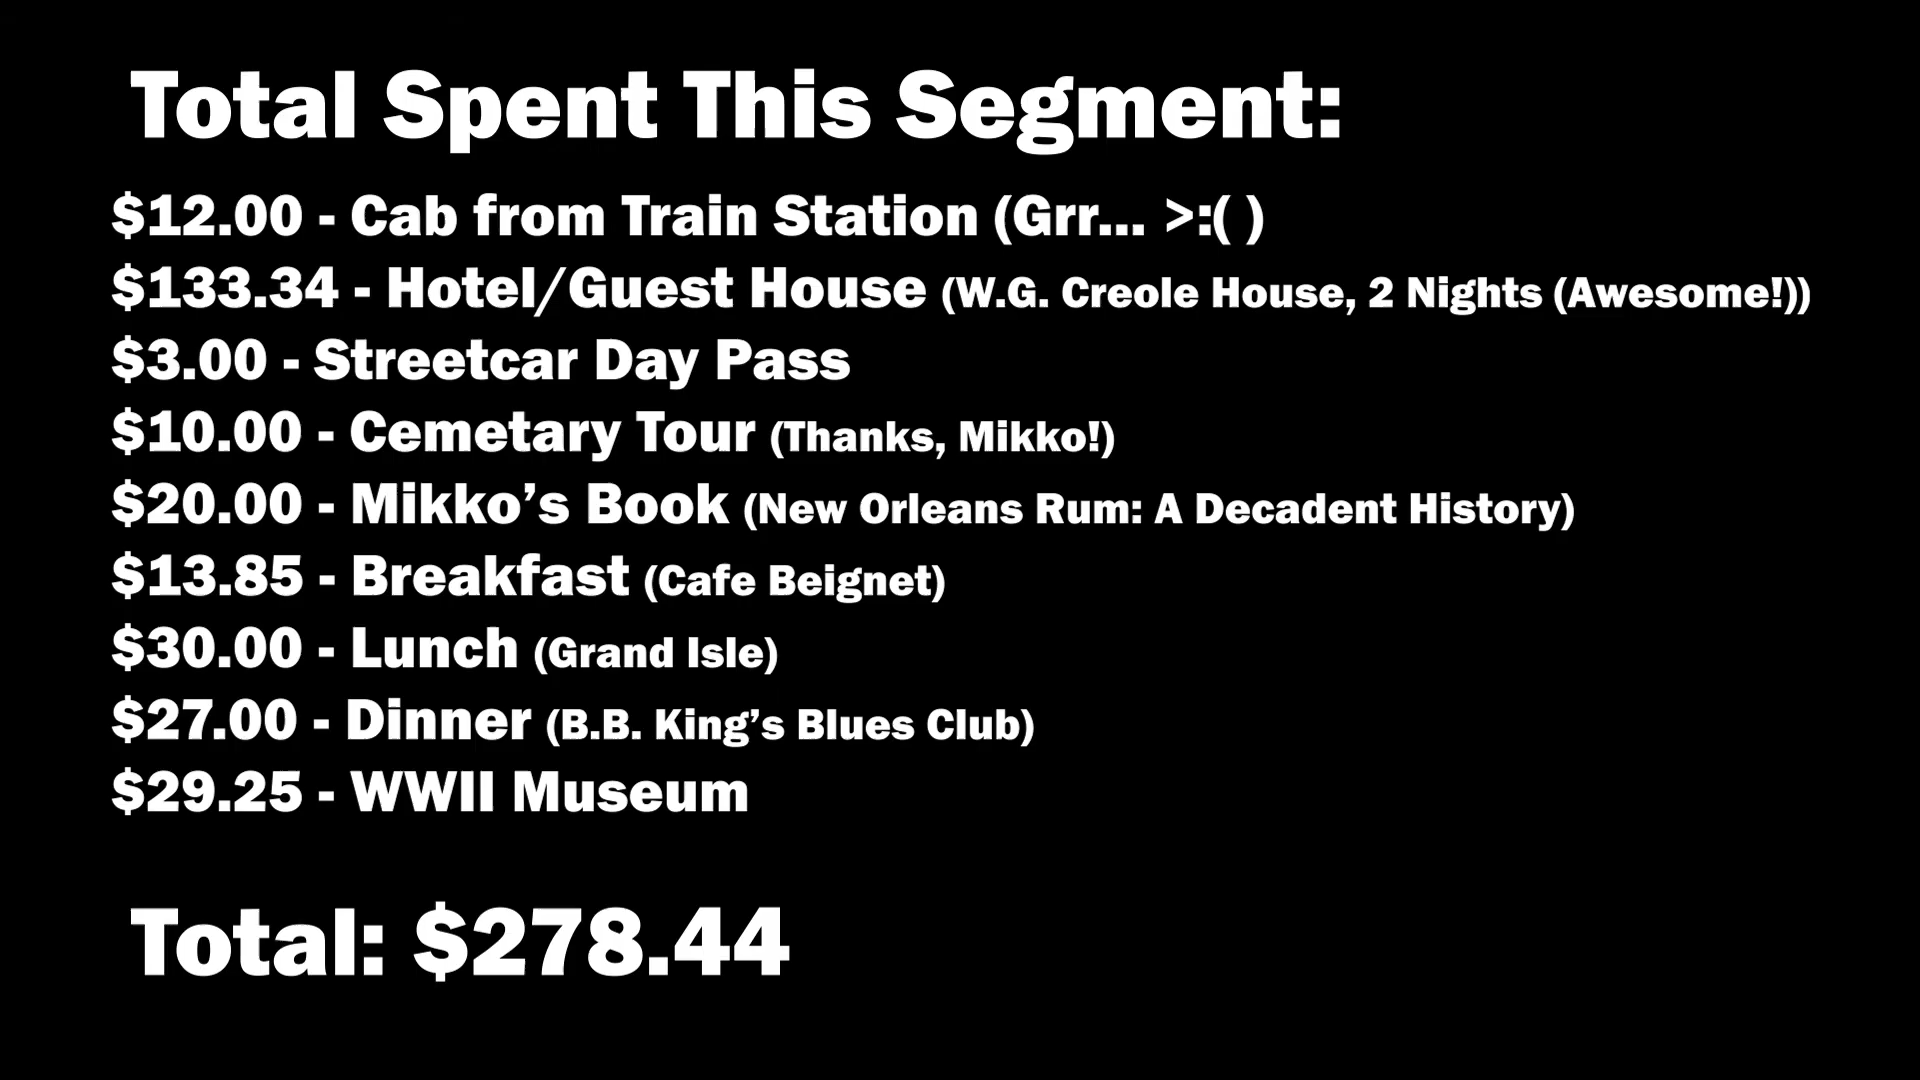 Total Spent This Segment:
$12.00 - Cab from Train Station (Grr... >:( )
$133.34 - Hotel/Guest House (W.G. Creole House, 2 Nights (Awesome!))
$3.00 - Streetcar Day Pass
$10.00 - Cemetary Tour (Thanks, Mikko!)
$20.00 - Mikko’s Book (New Orleans Rum: A Decadent History)
$13.85 - Breakfast (Cafe Beignet)
$30.00 - Lunch (Grand Isle)
$27.00 - Dinner (B.B. King’s Blues Club)
$29.25 - WWII Museum
Total: $278.44